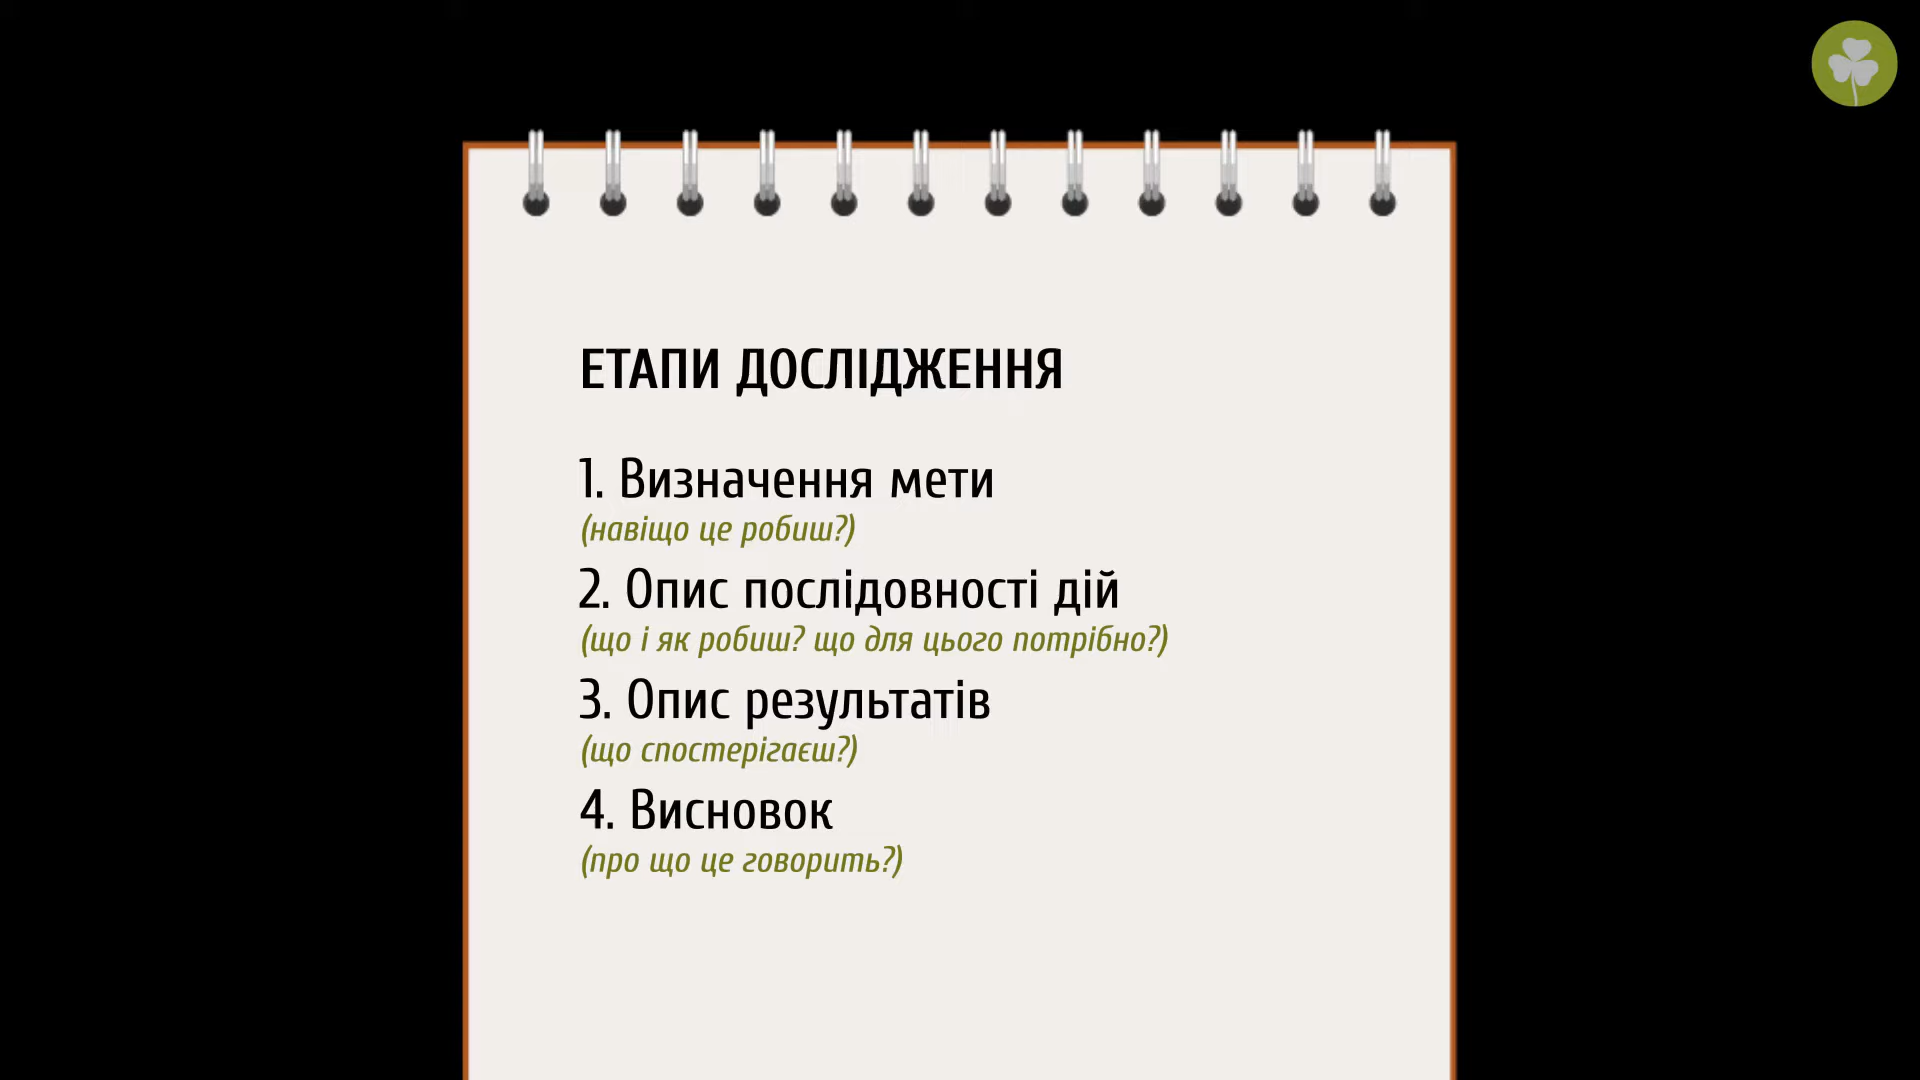 ЕТАПИ ДОСЛІДЖЕННЯ
1. Визначення мети
(навіщо це робиш?)
2. Опис послідовності дій
(що і як робиш? що для цього потрібно?)
3. Опис результатів
(що спостерігаєш?)
4. Висновок
(про що це говорить?)